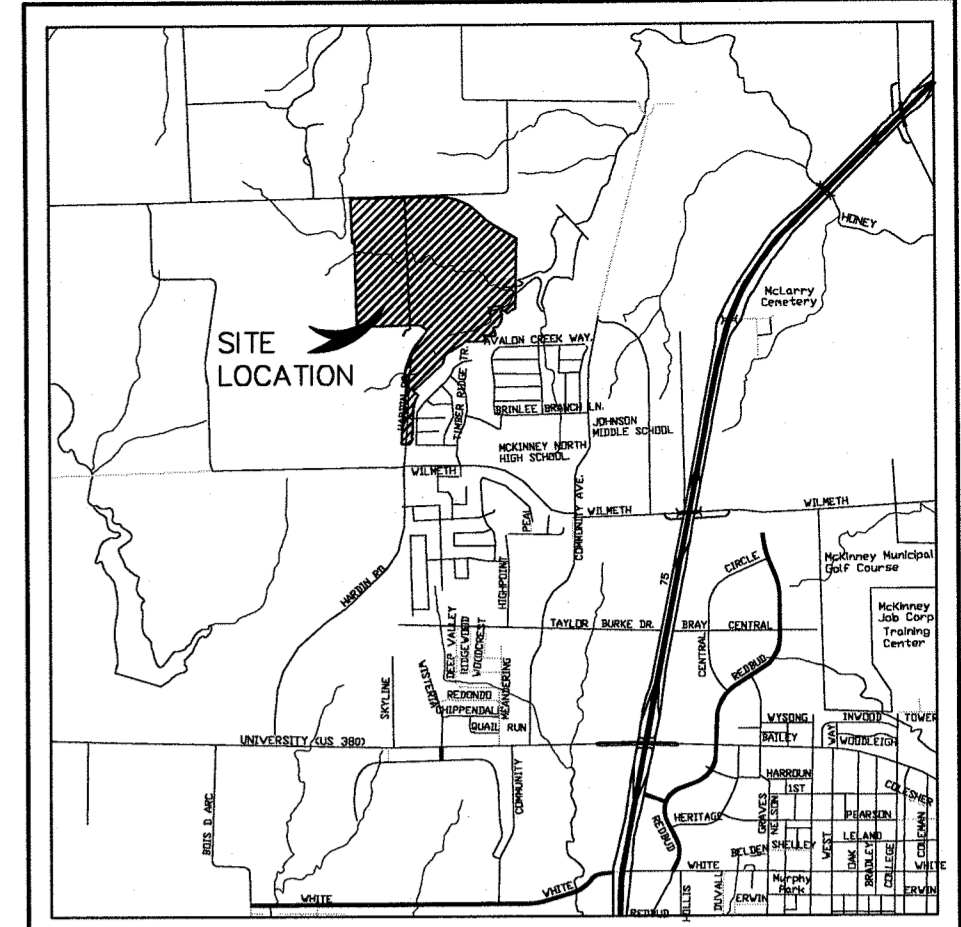 HONEY
McLarry
Cemetery
SITE
LOCATION
AVALON CREEK WAY.
HARDIN RD.
TIMBER RIDGE TR.
BRINLEE BRANCH LN.
JOHNSON
MIDDLE SCHOOL
MCKINNEY NORTH
HIGH SCHOOL.
WILMETH
COMMUNITY AVE.
PEAL
WILMETH
WILMETH
HIGHPOINT
HARDIN RD
75
CIRCLE
McKinney Municipal
Golf Course
McKinney
Job Corp
Training
Center
TAYLOR BURKE DR.
BRAY
CENTRAL
CENTRAL
REDBUD
DEEP VALLEY
RIDGEWOOD
WOODCREST
SKYLINE
WISTERIA
REDONDO
CHIPPENDALE
MEANDERING
QUAIL RUN
WYSONG
INWOOD
TOWER
BAILEY
WAY
WOODLEIGH
UNIVERSITY (US 380)
HARROUN
1ST
COLESHER
BOIS D ARC
COMMUNITY
HERITAGE
GRAVES
NELSON
PEARSON
REDBUD
BELDEN
SHELLEY
WEST
LELAND
OAK
BRADLEY
COLLEGE
COLEMAN
WHITE
WHITE
WHITE
WHITE
HOLLIS
DUVALL
ERWIN
Murphy
Park
ERWIN
REDBUD